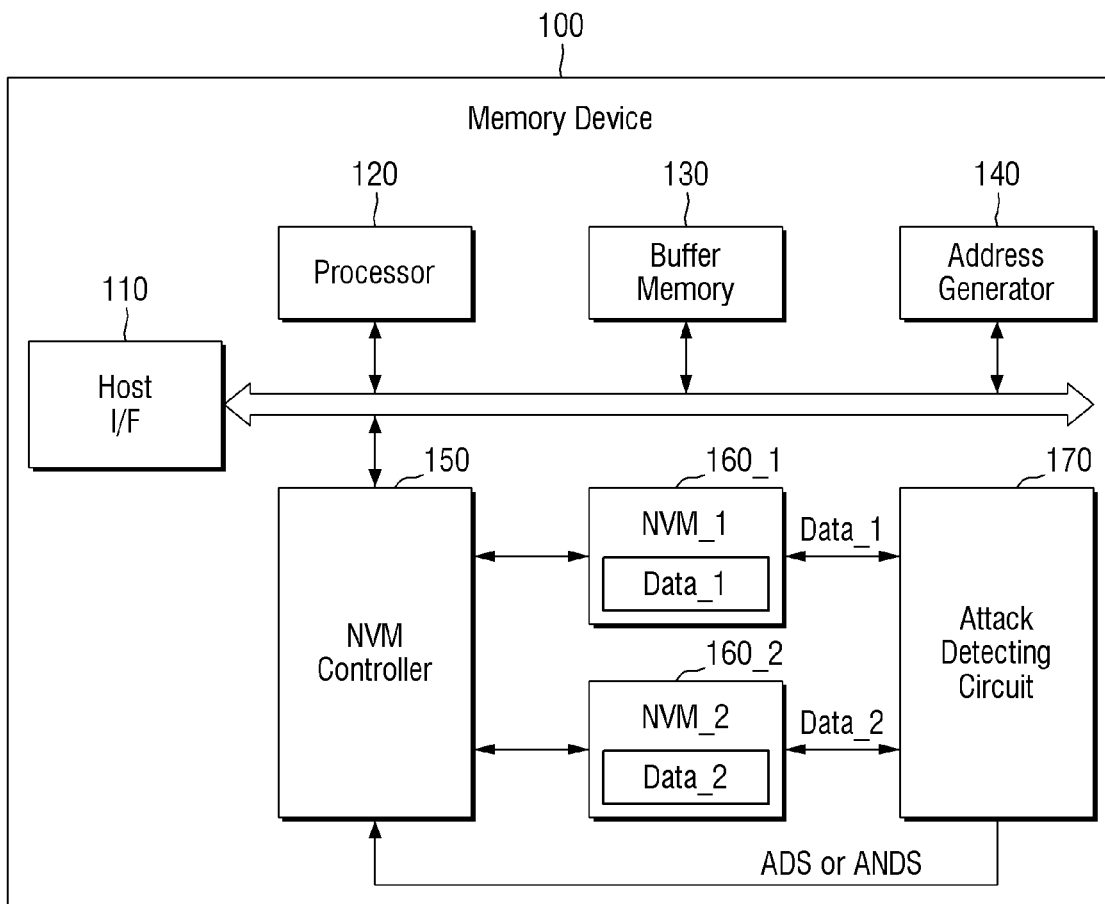 100
Memory Device
120
130
140
Processor
Buffer
Memory
Address
Generator
110
Host
I/F
150
160_1
170
NVM
Controller
NVM_1
Data_1
Data_1
160_2
NVM_2
Data_2
Data_2
Attack
Detecting
Circuit
ADS or ANDS